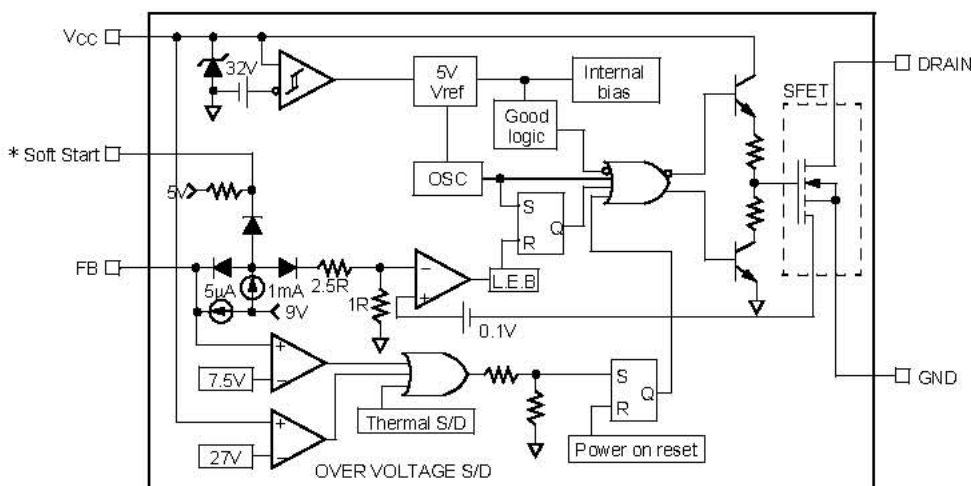 VCC
DRAIN
32V
5V
Vref
Internal
bias
SFET
Good
logic
* Soft Start
5V
OSC
S
Q
R
FB
5µA
1mA
9V
2.5R
1R
−
+
L.E.B
0.1V
+
−
7.5V
Thermal S/D
S
Q
R
GND
+
−
27V
Power on reset
OVER VOLTAGE S/D